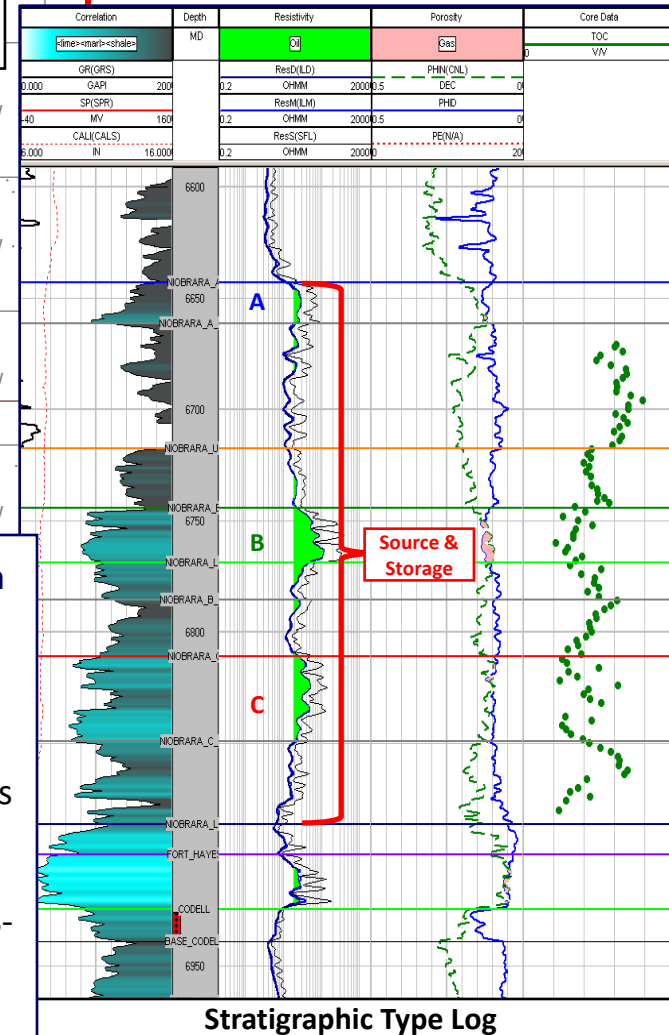 Correlation Depth Resistivity Porosity Core Data
MD
<lime><marl><shale> Oil Gas TOC
0 V/V
GR(GRS) ResD(ILD) PHIN(CNL)
0.000 GAPI 200 0.2 OHMM 2000 0.5 DEC 0
SP(SPR) ResM(ILM) PHID
-40 MV 160 0.2 OHMM 2000 0.5 0
CALI(CALS) ResS(SFL) PE(N/A)
6.000 IN 16.000 0.2 OHMM 2000 0 20
6600
NIOBRARA_A
A
6650
NIOBRARA_A_
6700
NIOBRARA_U
NIOBRARA_B
6750
B
Source &
Storage
NIOBRARA_L
NIOBRARA_B_
6800
NIOBRARA_C
C
NIOBRARA_C_
NIOBRARA_L
FORT_HAYE
CODELL
BASE_CODEL
6950
Stratigraphic Type Log